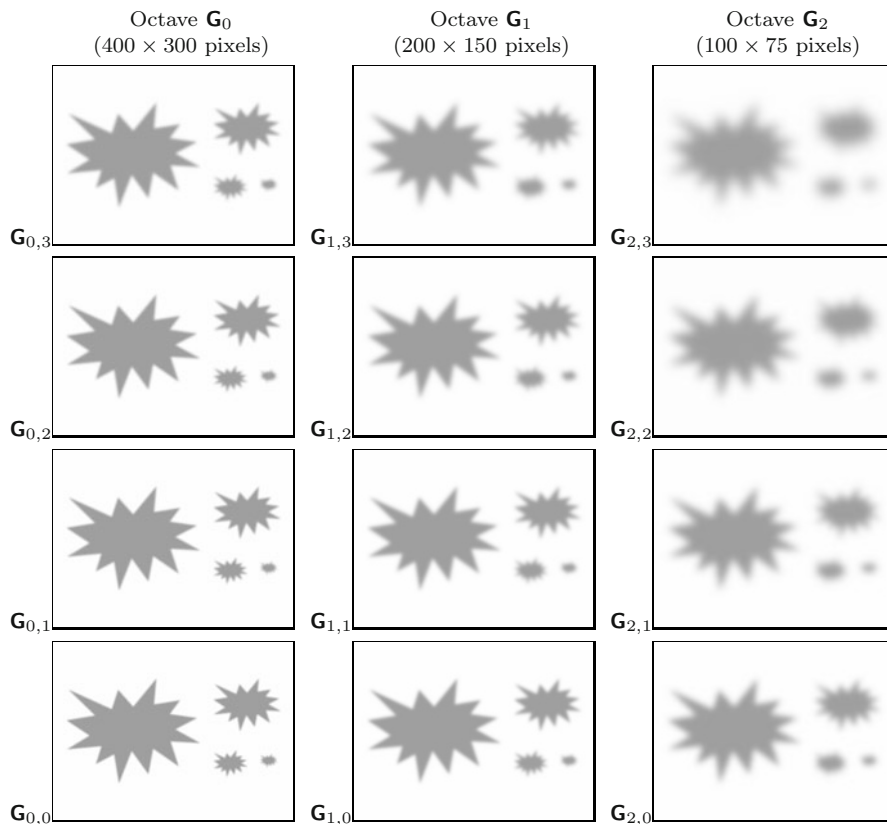 Octave G0 Octave G1 Octave G2
(400 × 300 pixels) (200 × 150 pixels) (100 × 75 pixels)
G0,3 G1,3 G2,3
G0,2 G1,2 G2,2
G0,1 G1,1 G2,1
G0,0 G1,0 G2,0